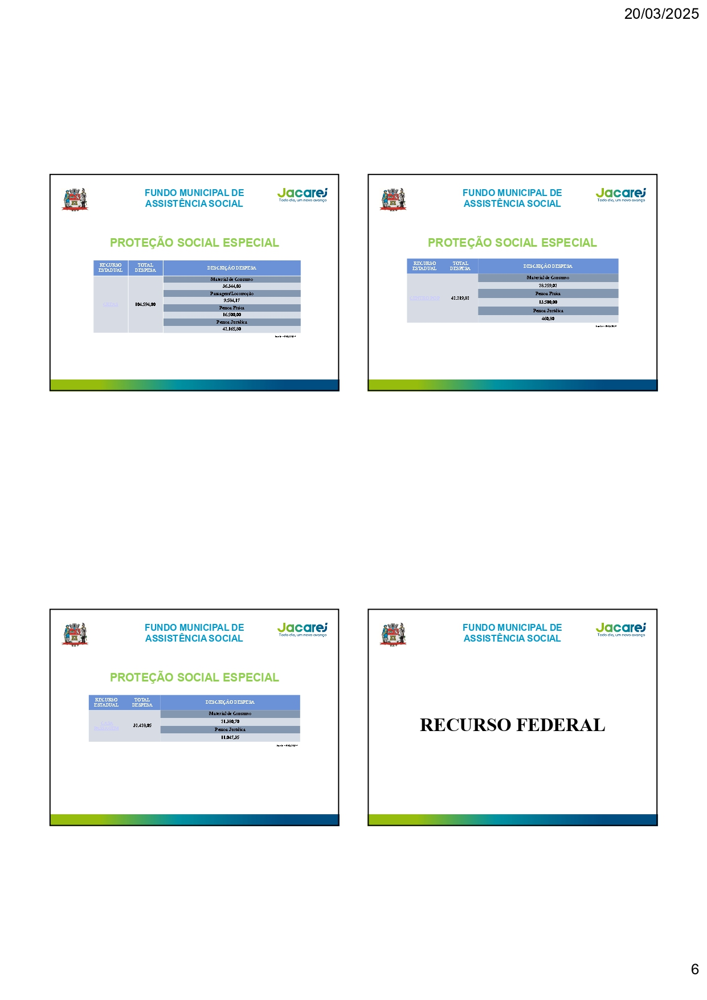 20/03/2025
FUNDO MUNICIPAL DE
ASSISTÊNCIA SOCIAL
Jacareí
Todo dia, um novo avanço
PROTEÇÃO SOCIAL ESPECIAL
RECURSO ESTADUAL
TOTAL DESPESA
DESCRIÇÃO DESPESA
104.594,00
Material de Consumo
36.344,03
Passagens/Locomoção
9.584,17
Pessoa Física
16.500,00
Pessoa Jurídica
42.165,80
FUNDO MUNICIPAL DE
ASSISTÊNCIA SOCIAL
Jacareí
Todo dia, um novo avanço
PROTEÇÃO SOCIAL ESPECIAL
RECURSO ESTADUAL
TOTAL DESPESA
DESCRIÇÃO DESPESA
CENTRO POP
42.219,82
Material de Consumo
28.259,02
Pessoa Física
13.500,00
Pessoa Jurídica
460,80
FUNDO MUNICIPAL DE
ASSISTÊNCIA SOCIAL
Jacareí
Todo dia, um novo avanço
PROTEÇÃO SOCIAL ESPECIAL
RECURSO ESTADUAL
TOTAL DESPESA
DESCRIÇÃO DESPESA
32.428,05
Material de Consumo
21.380,70
Pessoa Jurídica
11.047,35
FUNDO MUNICIPAL DE
ASSISTÊNCIA SOCIAL
Jacareí
Todo dia, um novo avanço
RECURSO FEDERAL
6